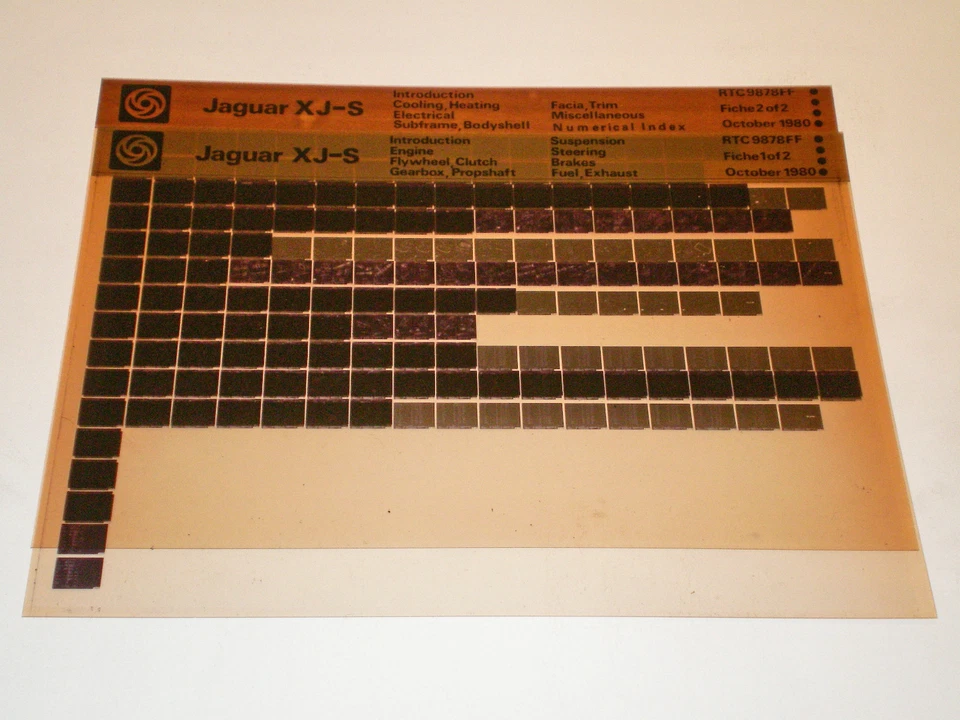 Jaguar XJ-S
Introduction
Cooling, Heating
Electrical
Subframe, Bodyshell
Facia, Trim
Miscellaneous
Numerical Index
RTC9878FF
Fiche 2 of 2
October 1980
Jaguar XJ-S
Introduction
Engine
Flywheel, Clutch
Gearbox, Propshaft
Suspension
Steering
Brakes
Fuel, Exhaust
RTC9878FF
Fiche 1 of 2
October 1980